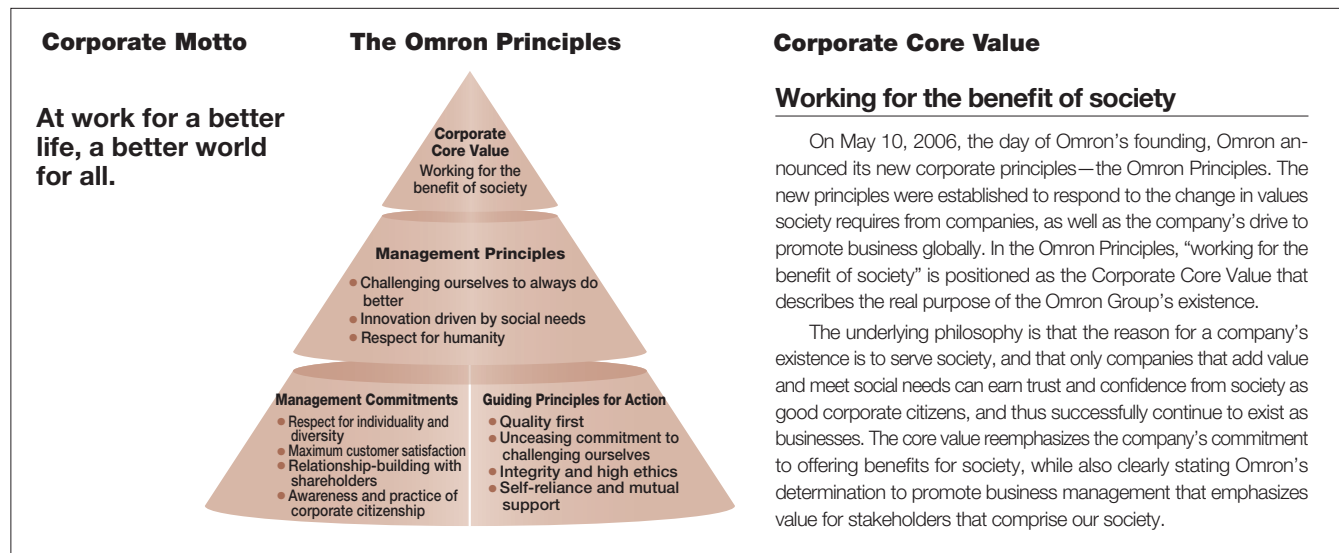 Corporate Motto
At work for a better
life, a better world
for all.
The Omron Principles
Corporate
Core Value
Working for the
benefit of society
Management Principles
• Challenging ourselves to always do
better
• Innovation driven by social needs
• Respect for humanity
Management Commitments
• Respect for individuality and
diversity
• Maximum customer satisfaction
• Relationship-building with
shareholders
• Awareness and practice of
corporate citizenship
Guiding Principles for Action
• Quality first
• Unceasing commitment to
challenging ourselves
• Integrity and high ethics
• Self-reliance and mutual
support
Corporate Core Value
Working for the benefit of society
On May 10, 2006, the day of Omron’s founding, Omron an-
nounced its new corporate principles—the Omron Principles. The
new principles were established to respond to the change in values
society requires from companies, as well as the company’s drive to
promote business globally. In the Omron Principles, “working for the
benefit of society” is positioned as the Corporate Core Value that
describes the real purpose of the Omron Group’s existence.
The underlying philosophy is that the reason for a company’s
existence is to serve society, and that only companies that add value
and meet social needs can earn trust and confidence from society as
good corporate citizens, and thus successfully continue to exist as
businesses. The core value reemphasizes the company’s commitment
to offering benefits for society, while also clearly stating Omron’s
determination to promote business management that emphasizes
value for stakeholders that comprise our society.